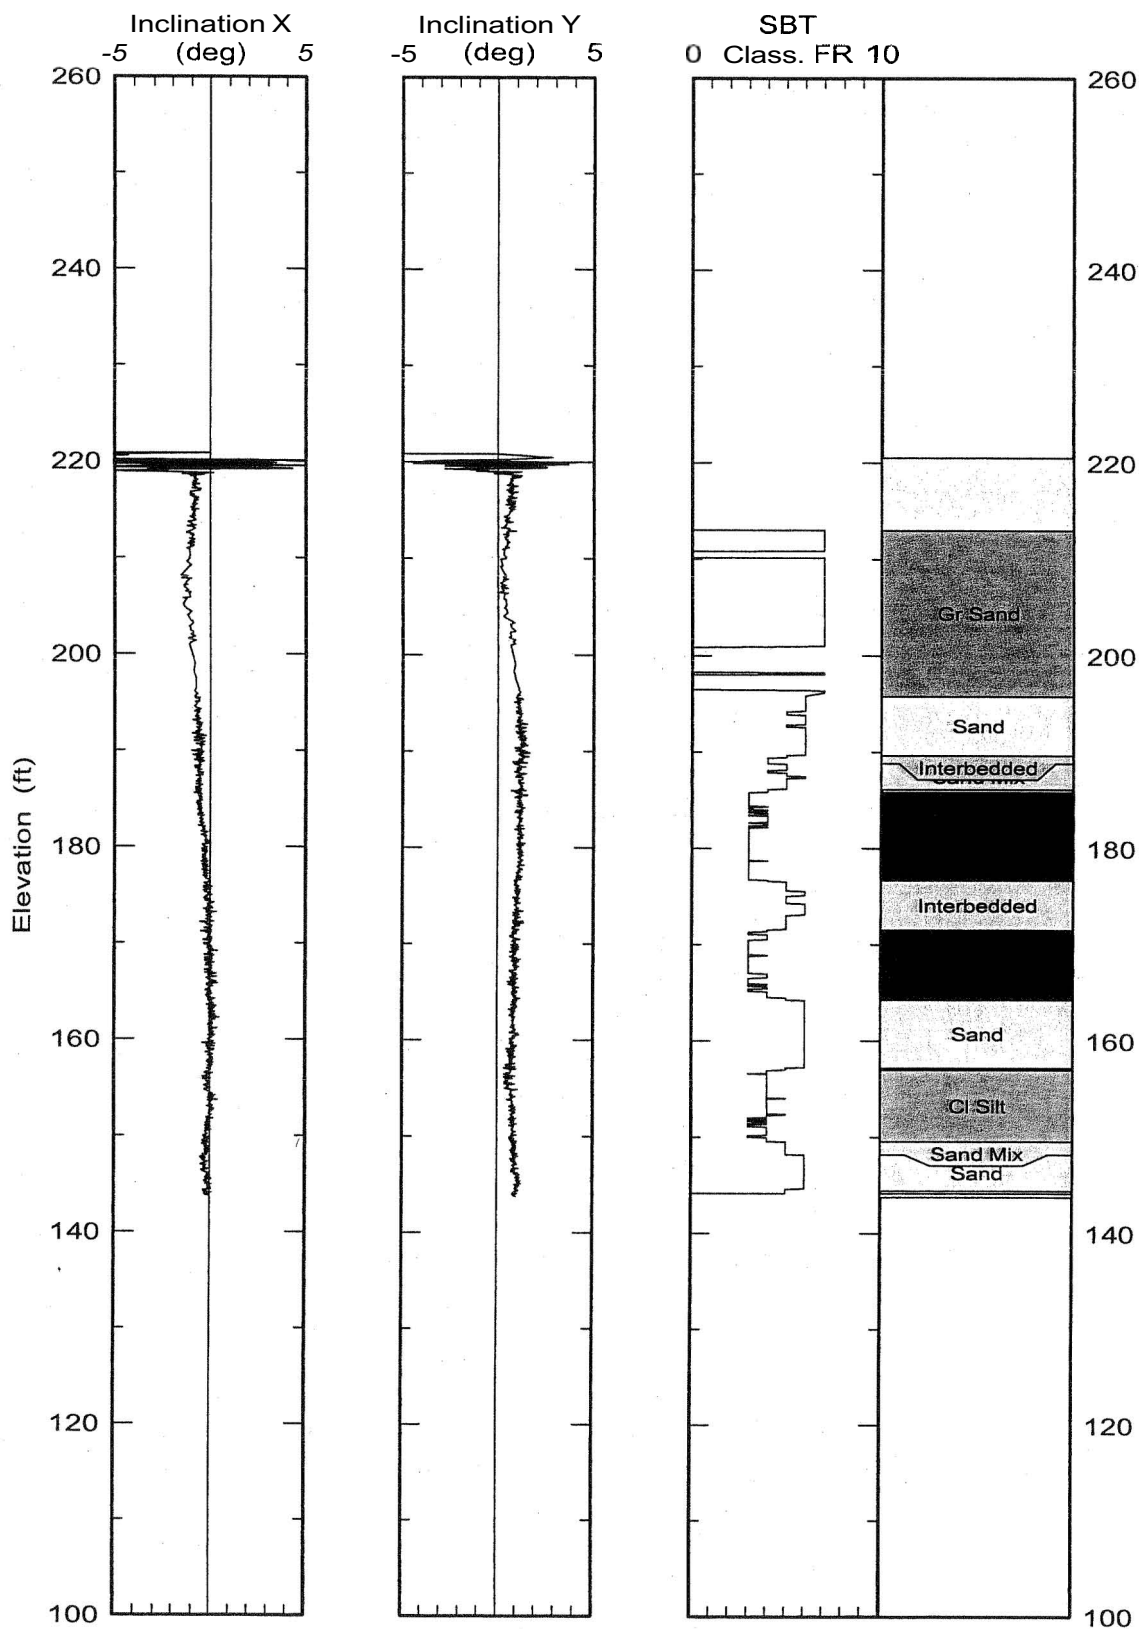 Inclination X
-5 (deg) 5
Inclination Y
-5 (deg) 5
SBT
0 Class. FR 10
Elevation (ft)
260
240
220
200
180
160
140
120
100
Gr Sand
Sand
Interbedded
Sand Mix
Interbedded
Sand
Cl Silt
Sand Mix
Sand
260
240
220
200
180
160
140
120
100